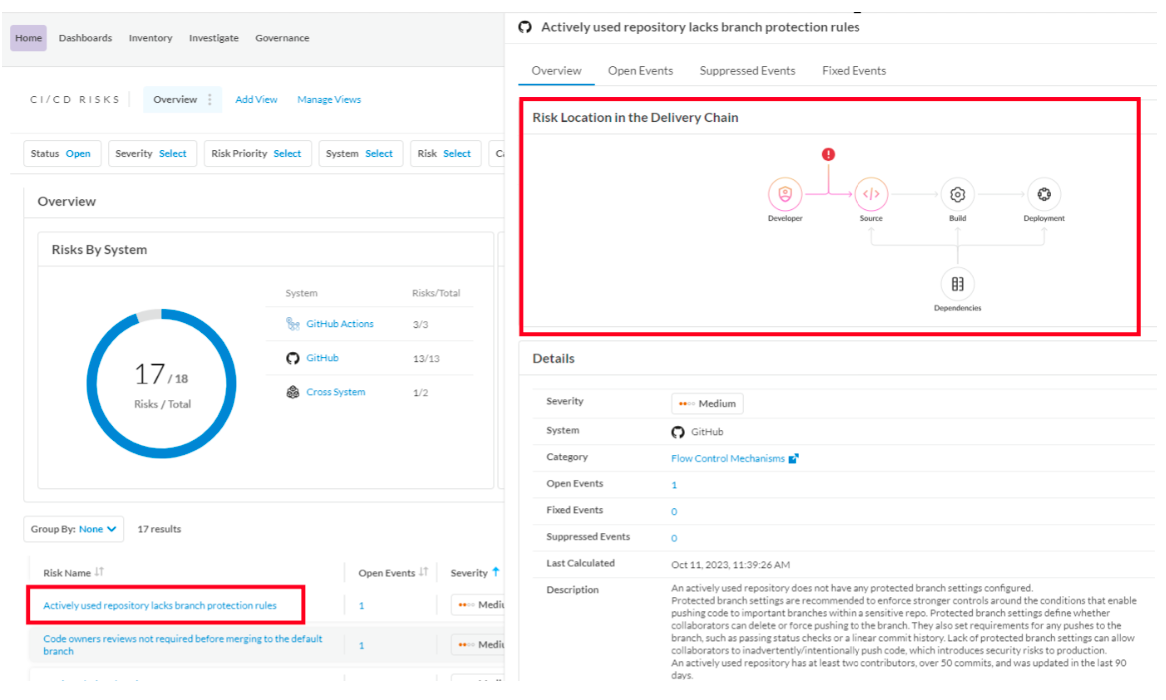 Home Dashboards Inventory Investigate Governance
CI/CD RISKS Overview Add View Manage Views
Status Open Severity Select Risk Priority Select System Select Risk Select
Overview
Risks By System
System Risks/Total
GitHub Actions 3/3
GitHub 13/13
Cross System 1/2
17 / 18
Risks / Total
Group By: None 17 results
Risk Name Open Events Severity
Actively used repository lacks branch protection rules 1
Code owners reviews not required before merging to the default
branch 1
Actively used repository lacks branch protection rules
Overview Open Events Suppressed Events Fixed Events
Risk Location in the Delivery Chain
Developer Source Build Deployment
Dependencies
Details
Severity Medium
System GitHub
Category Flow Control Mechanisms
Open Events 1
Fixed Events 0
Suppressed Events 0
Last Calculated Oct 11, 2023, 11:39:26 AM
Description An actively used repository does not have any protected branch settings configured.
Protected branch settings are recommended to enforce stronger controls around the conditions that enable
pushing code to important branches within a sensitive repo. Protected branch settings define whether
collaborators can delete or force pushing to the branch. They also set requirements for any pushes to the
branch, such as passing status checks or a linear commit history. Lack of protected branch settings can allow
collaborators to inadvertently/intentionally push code, which introduces security risks to production.
An actively used repository has at least two contributors, over 50 commits, and was updated in the last 90
days.